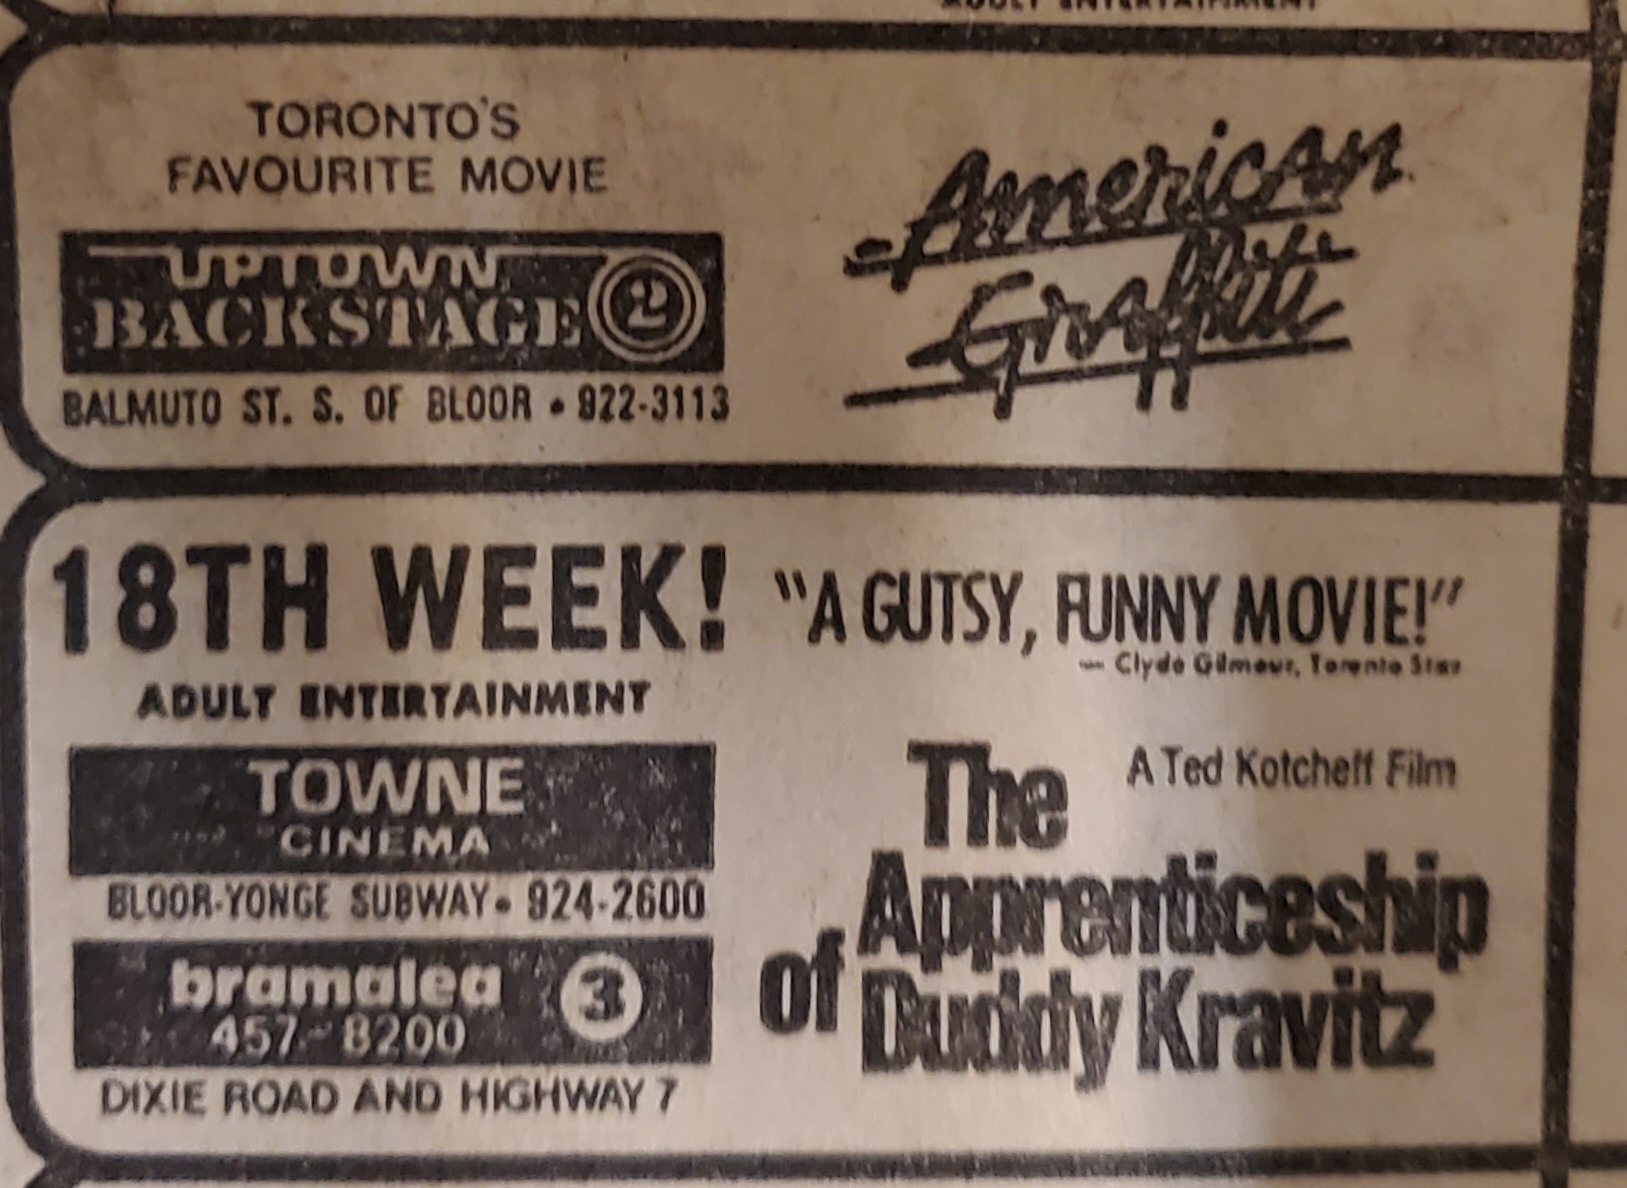 ADULT ENTERTAINMENT
TORONTO'S
FAVOURITE MOVIE
UPTOWN
BACKSTAGE 2
BALMUTO ST. S. OF BLOOR • 922-3113
American
Graffiti
18TH WEEK!
ADULT ENTERTAINMENT
TOWNE
CINEMA
BLOOR-YONGE SUBWAY • 924-2600
bramalea 3
457-8200
DIXIE ROAD AND HIGHWAY 7
"A GUTSY, FUNNY MOVIE!"
— Clyde Gilmour, Toronto Star
A Ted Kotcheff Film
The
Apprenticeship
of Duddy Kravitz